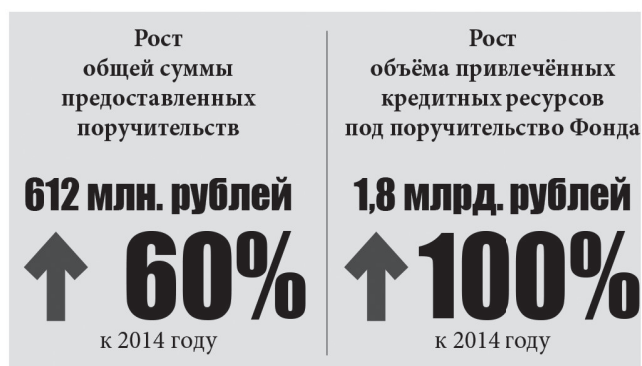 Рост
общей суммы
предоставленных
поручительств
612 млн. рублей
60%
к 2014 году
Рост
объёма привлечённых
кредитных ресурсов
под поручительство Фонда
1,8 млрд. рублей
100%
к 2014 году